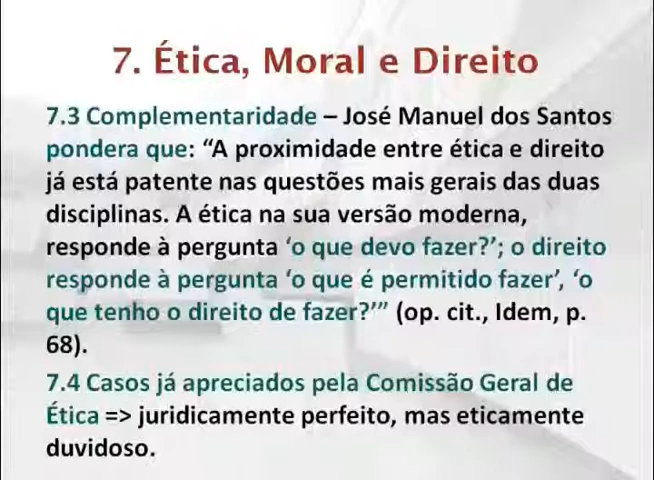 7. Ética, Moral e Direito
7.3 Complementaridade – José Manuel dos Santos
pondera que: “A proximidade entre ética e direito
já está patente nas questões mais gerais das duas
disciplinas. A ética na sua versão moderna,
responde à pergunta ‘o que devo fazer?’; o direito
responde à pergunta ‘o que é permitido fazer’, ‘o
que tenho o direito de fazer?’” (op. cit., Idem, p.
68).
7.4 Casos já apreciados pela Comissão Geral de
Ética => juridicamente perfeito, mas eticamente
duvidoso.